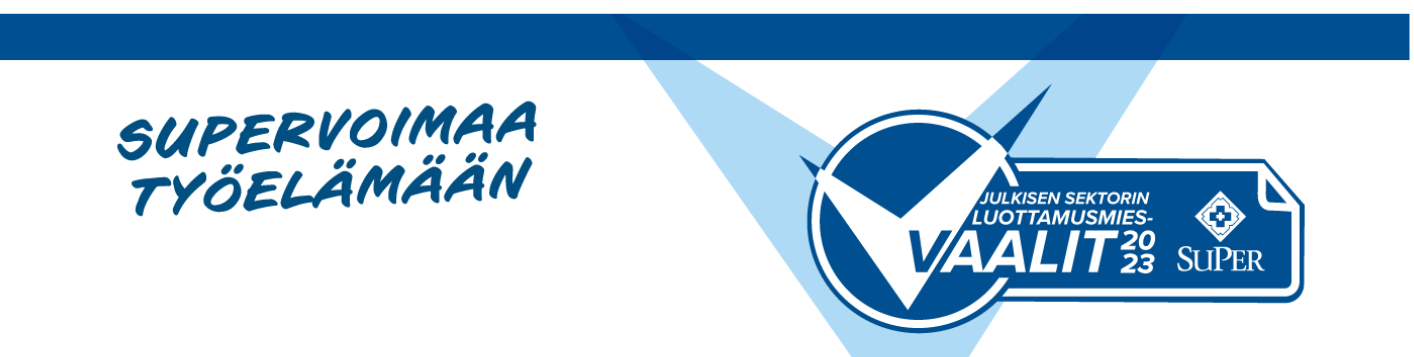 SUPERVOIMAA
TYÖELÄMÄÄN
JULKISEN SEKTORIN
LUOTTAMUSMIES-
VAALIT 20
23
SUPER